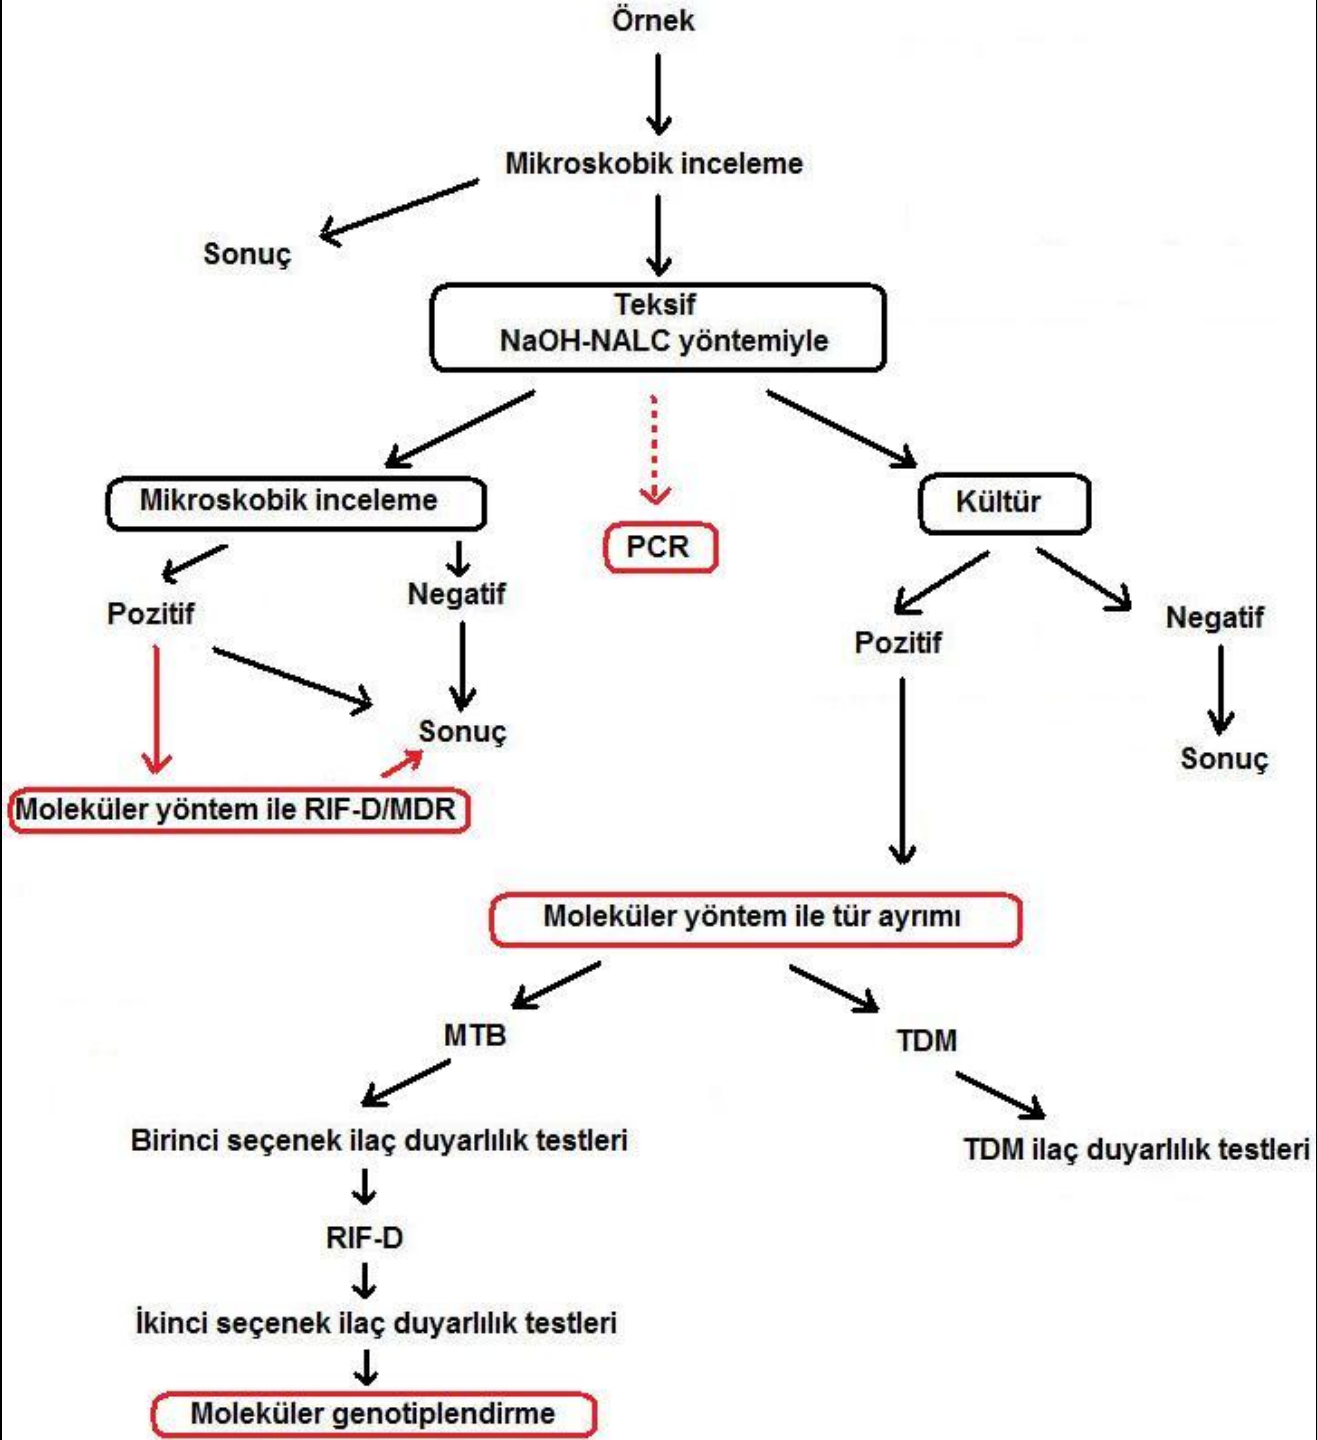 Örnek
Mikroskobik inceleme
Sonuç
Teksif
NaOH-NALC yöntemiyle
Mikroskobik inceleme
PCR
Kültür
Pozitif
Negatif
Pozitif
Negatif
Sonuç
Sonuç
Moleküler yöntem ile RIF-D/MDR
Moleküler yöntem ile tür ayrımı
MTB
TDM
Birinci seçenek ilaç duyarlılık testleri
TDM ilaç duyarlılık testleri
RIF-D
İkinci seçenek ilaç duyarlılık testleri
Moleküler genotiplendirme